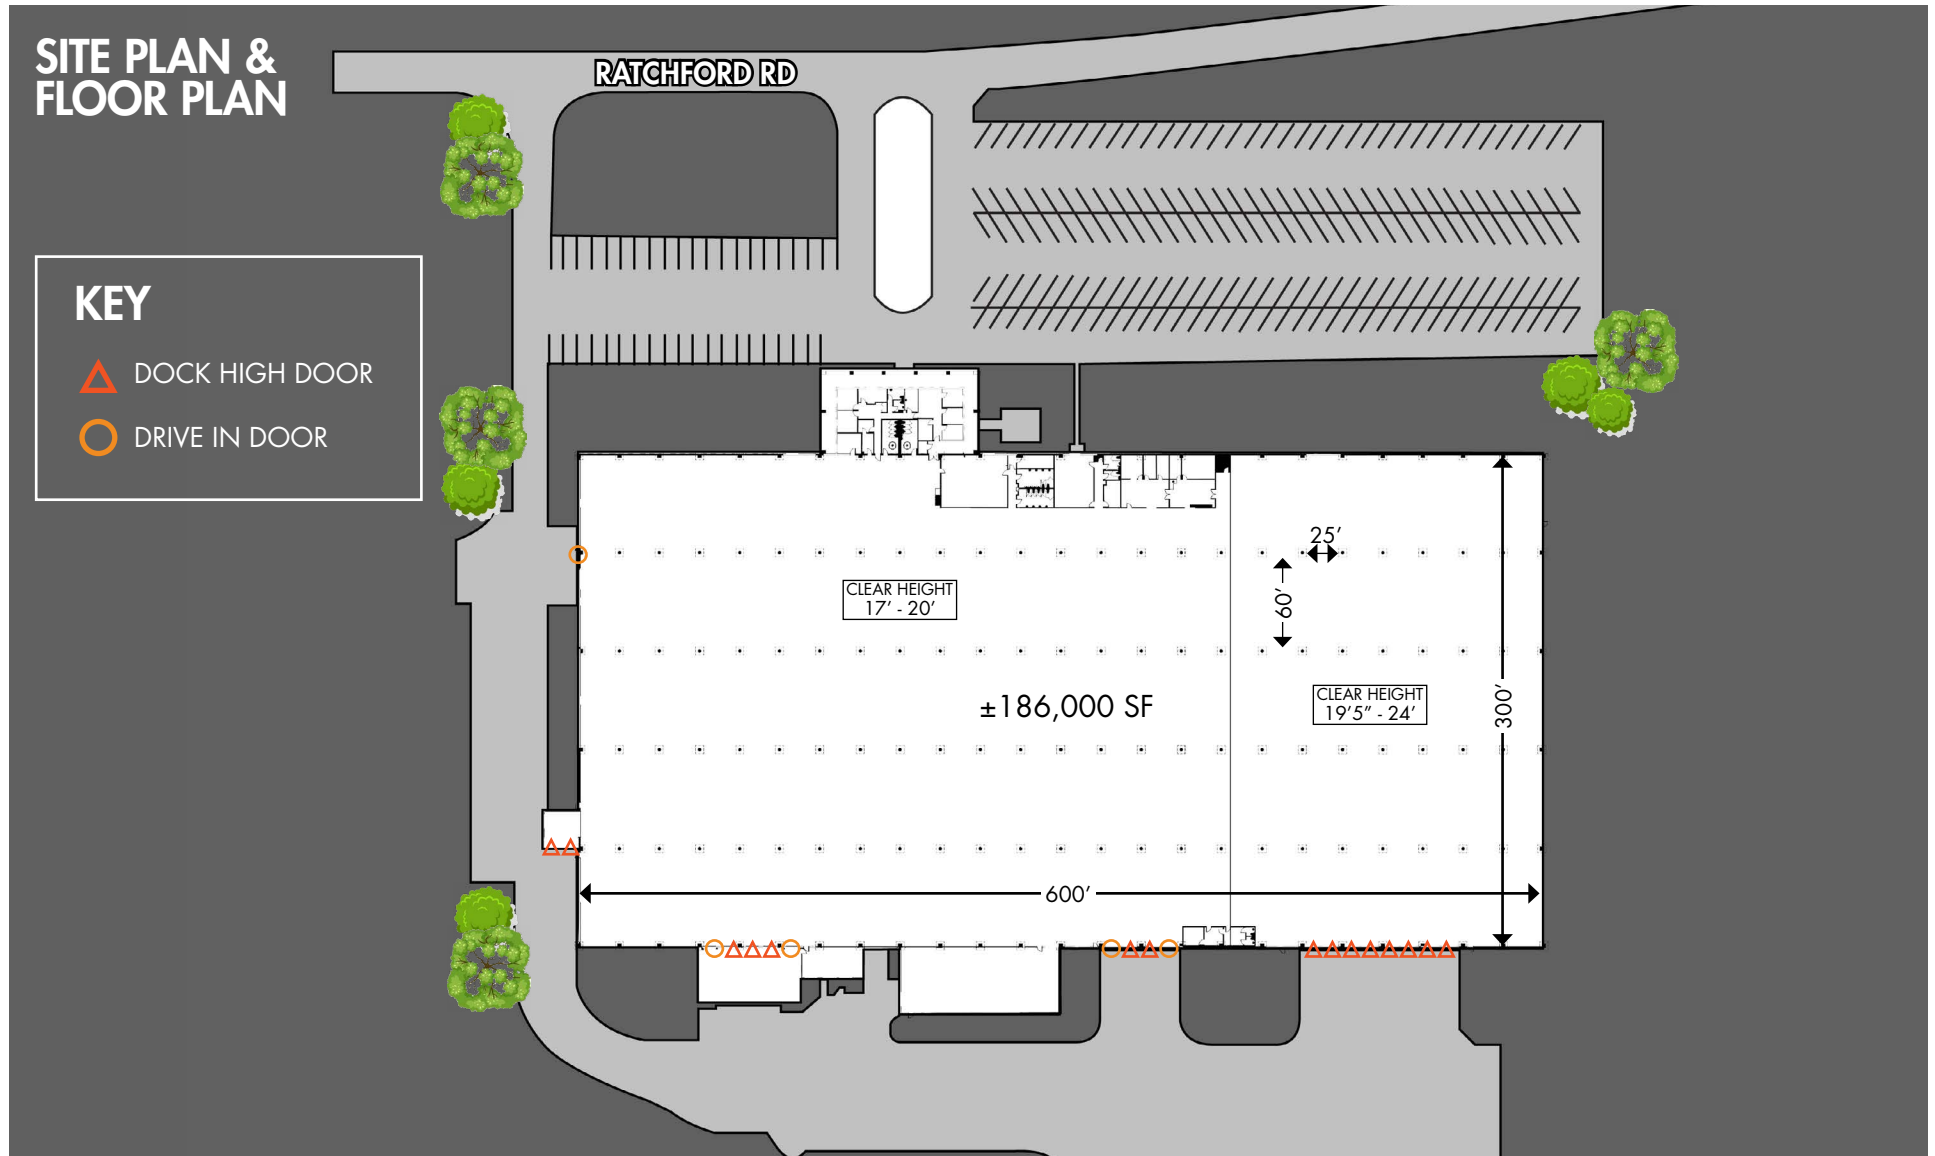 SITE PLAN &
FLOOR PLAN
RATCHFORD RD
KEY
DOCK HIGH DOOR
DRIVE IN DOOR
25’
CLEAR HEIGHT
17’ - 20’
60’
CLEAR HEIGHT
19’5” - 24’
±186,000 SF
300’
600’